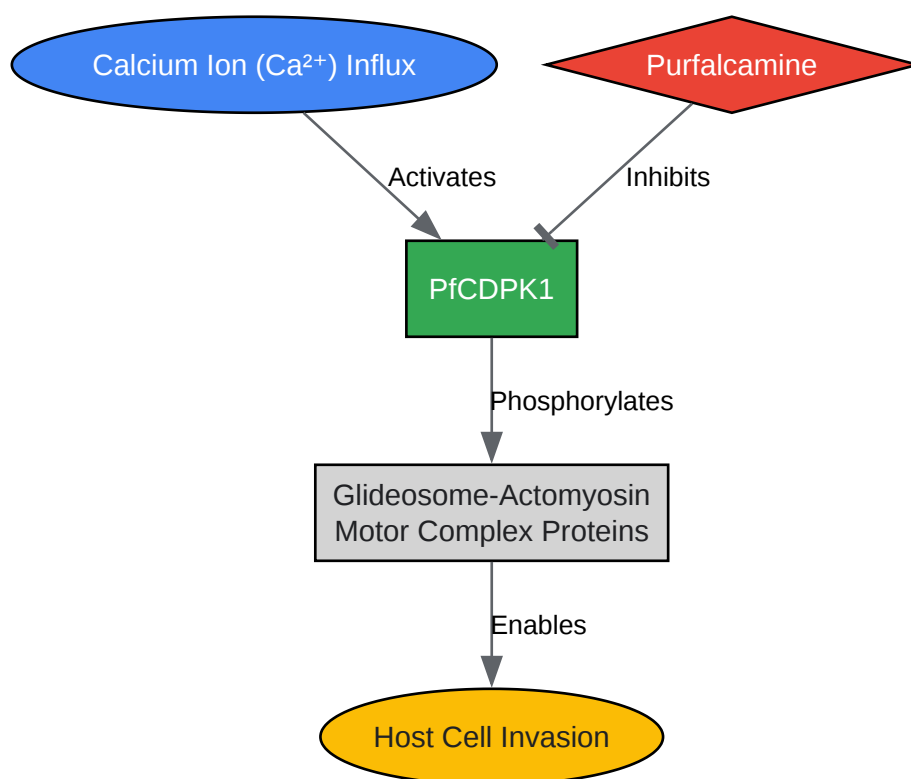 Calcium Ion (Ca²⁺) Influx
Purfalcamine
Activates
Inhibits
PfCDPK1
Phosphorylates
Glideosome-Actomyosin
Motor Complex Proteins
Enables
Host Cell Invasion